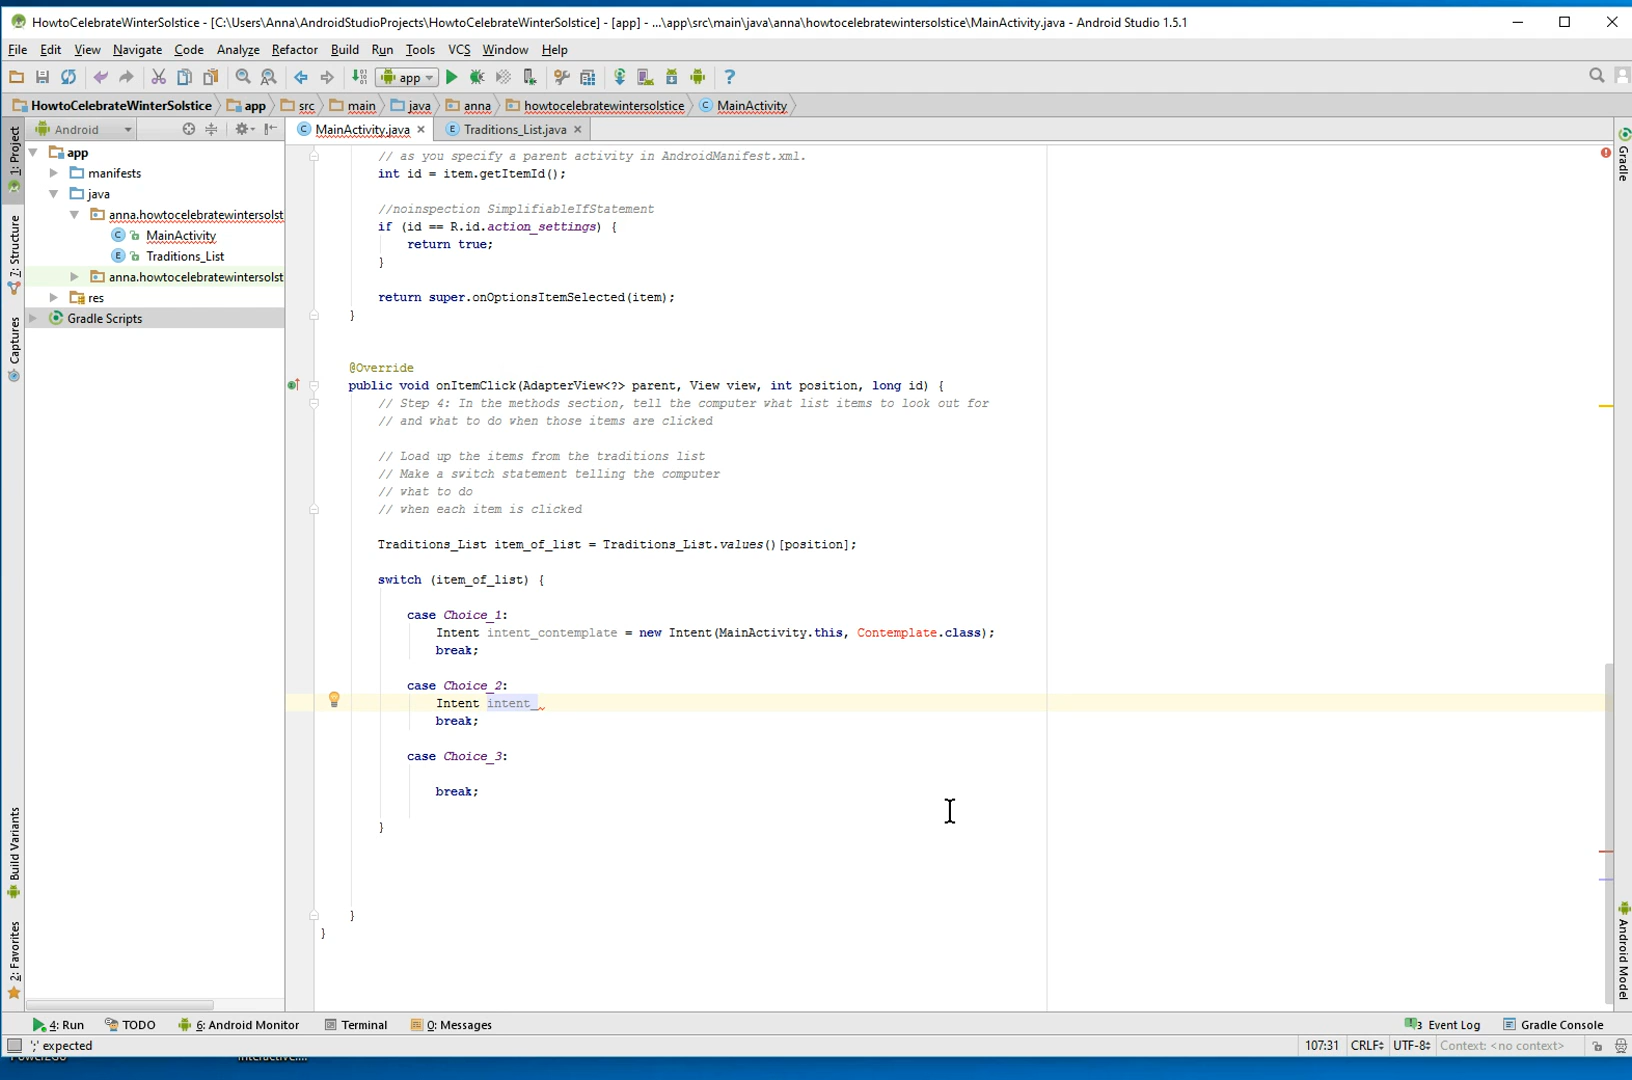 HowtoCelebrateWinterSolstice - [C:\Users\Anna\AndroidStudioProjects\HowtoCelebrateWinterSolstice] - [app] - ...\app\src\main\java\anna\howtocelebratewintersolstice\MainActivity.java - Android Studio 1.5.1
File Edit View Navigate Code Analyze Refactor Build Run Tools VCS Window Help
app
HowtoCelebrateWinterSolstice app src main java anna howtocelebratewintersolstice MainActivity
Android
MainActivity.java Traditions_List.java
1: Project
7: Structure
Captures
Build Variants
2: Favorites
app
manifests
java
anna.howtocelebratewintersolst
MainActivity
Traditions_List
anna.howtocelebratewintersolst
res
Gradle Scripts
// as you specify a parent activity in AndroidManifest.xml.
int id = item.getItemId();
//noinspection SimplifiableIfStatement
if (id == R.id.action_settings) {
return true;
}
return super.onOptionsItemSelected(item);
}
@Override
public void onItemClick(AdapterView<?> parent, View view, int position, long id) {
// Step 4: In the methods section, tell the computer what list items to look out for
// and what to do when those items are clicked
// Load up the items from the traditions list
// Make a switch statement telling the computer
// what to do
// when each item is clicked
Traditions_List item_of_list = Traditions_List.values()[position];
switch (item_of_list) {
case Choice_1:
Intent intent_contemplate = new Intent(MainActivity.this, Contemplate.class);
break;
case Choice_2:
Intent intent_
break;
case Choice_3:
break;
}
}
}
Gradle
Android Model
4: Run TODO 6: Android Monitor Terminal 0: Messages 3 Event Log Gradle Console
';' expected 107:31 CRLF UTF-8 Context: <no context>